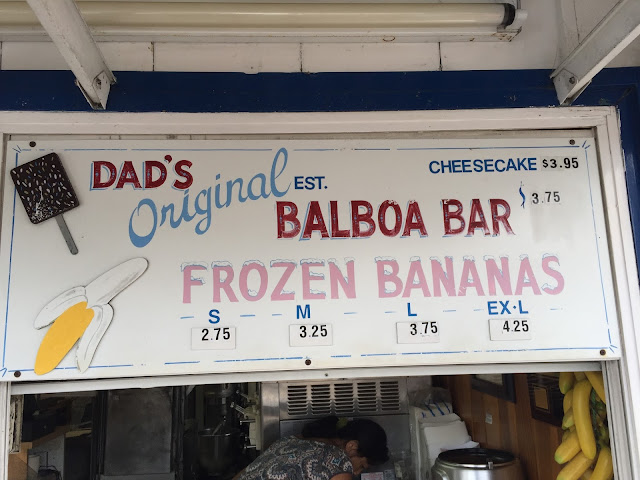 DAD'S
Original EST.
CHEESECAKE $3.95
BALBOA BAR $3.75
FROZEN BANANAS
S M L EX·L
2.75 3.25 3.75 4.25